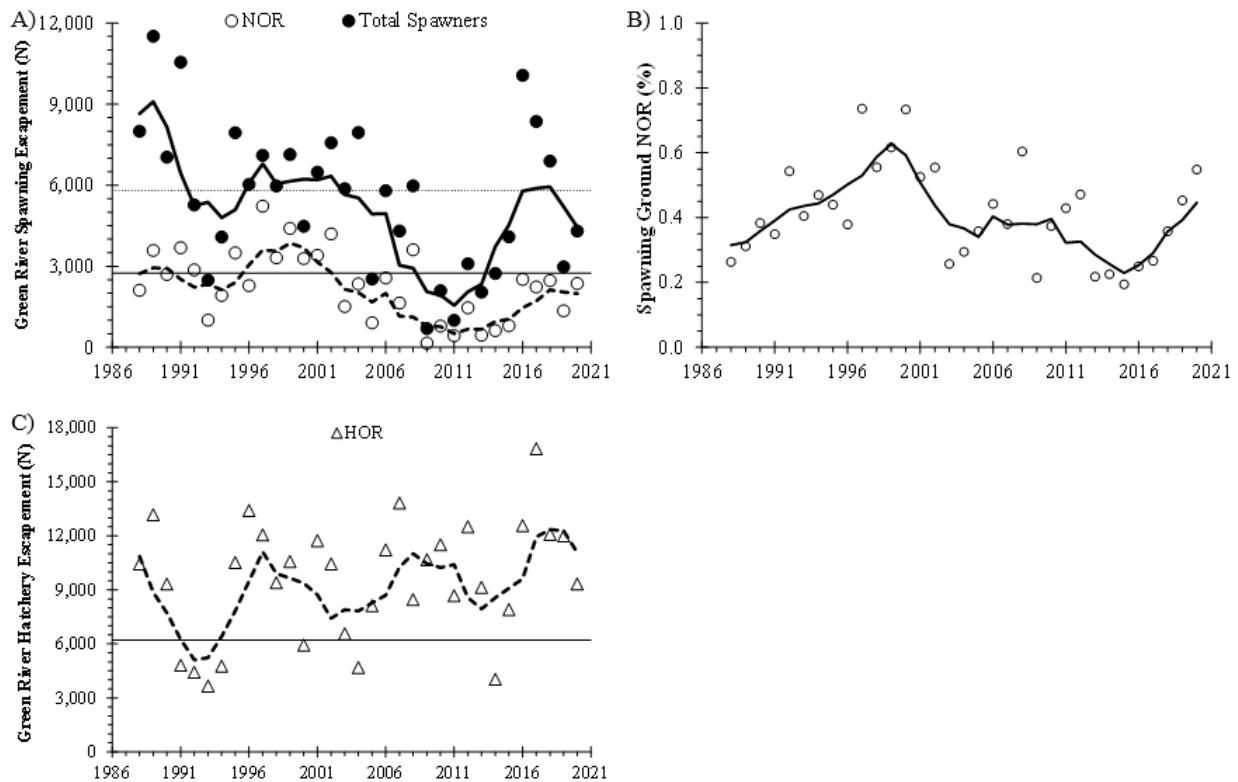 A)
NOR
Total Spawners
Green River Spawning Escapement (N)
12,000
9,000
6,000
3,000
0
1986 1991 1996 2001 2006 2011 2016 2021
B)
Spawning Ground NOR (%)
1.0
0.8
0.6
0.4
0.2
0.0
1986 1991 1996 2001 2006 2011 2016 2021
C)
HOR
Green River Hatchery Escapement (N)
18,000
15,000
12,000
9,000
6,000
3,000
0
1986 1991 1996 2001 2006 2011 2016 2021